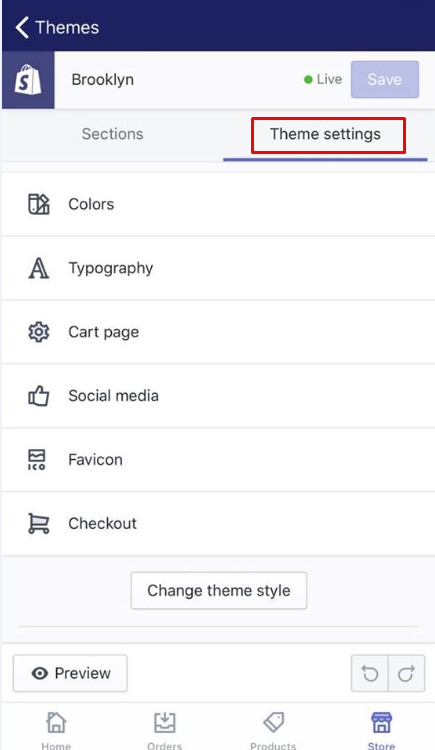 Themes
Brooklyn Live Save
Sections Theme settings
Colors
Typography
Cart page
Social media
ICO Favicon
Checkout
Change theme style
Preview
Home Orders Products Store